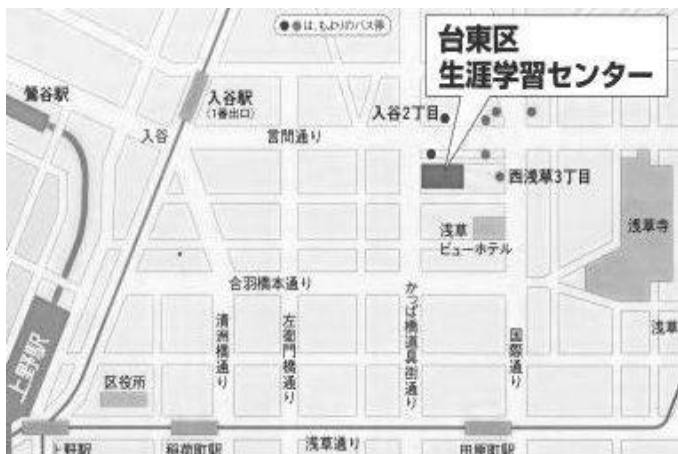 ●●は、もよりのバス停
台東区
生涯学習センター
鶯谷駅
入谷駅
(1番出口)
入谷2丁目
入谷
言問通り
西浅草3丁目
浅草
ビューホテル
浅草寺
合羽橋本通り
かっぱ橋道具街通り
清洲橋通り
左衛門橋通り
国際通り
浅草
上野駅
区役所
上野駅
稲荷町駅
浅草通り
田原町駅